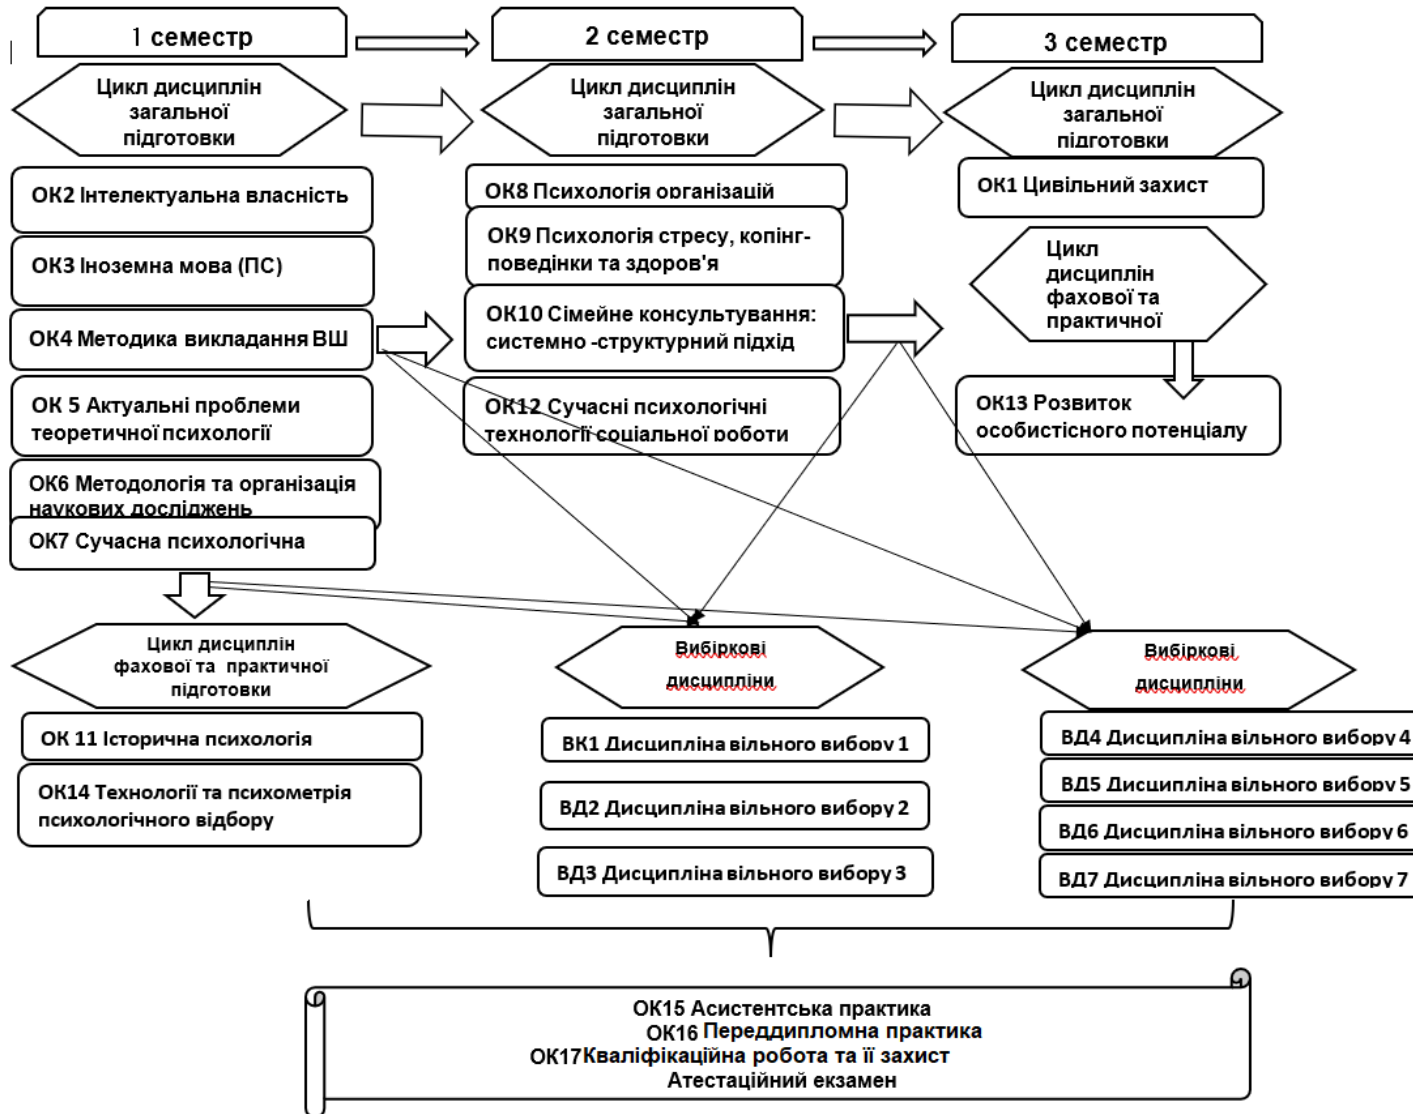 1 семестр
2 семестр
3 семестр
Цикл дисциплін
загальної
підготовки
Цикл дисциплін
загальної
підготовки
Цикл дисциплін
загальної
підготовки
ОК2 Інтелектуальна власність
ОК3 Іноземна мова (ПС)
ОК4 Методика викладання ВШ
ОК 5 Актуальні проблеми
теоретичної психології
ОК6 Методологія та організація
наукових досліджень
ОК7 Сучасна психологічна
ОК8 Психологія організацій
ОК9 Психологія стресу, копінг-
поведінки та здоров'я
ОК10 Сімейне консультування:
системно -структурний підхід
ОК12 Сучасні психологічні
технології соціальної роботи
ОК1 Цивільний захист
Цикл
дисциплін
фахової та
практичної
ОК13 Розвиток
особистісного потенціалу
Цикл дисциплін
фахової та практичної
підготовки
ОК 11 Історична психологія
ОК14 Технології та психометрія
психологічного відбору
Вибіркові
дисципліни
ВК1 Дисципліна вільного вибору 1
ВД2 Дисципліна вільного вибору 2
ВД3 Дисципліна вільного вибору 3
Вибіркові
дисципліни
ВД4 Дисципліна вільного вибору 4
ВД5 Дисципліна вільного вибору 5
ВД6 Дисципліна вільного вибору 6
ВД7 Дисципліна вільного вибору 7
ОК15 Асистентська практика
ОК16 Переддипломна практика
ОК17Кваліфікаційна робота та її захист
Атестаційний екзамен